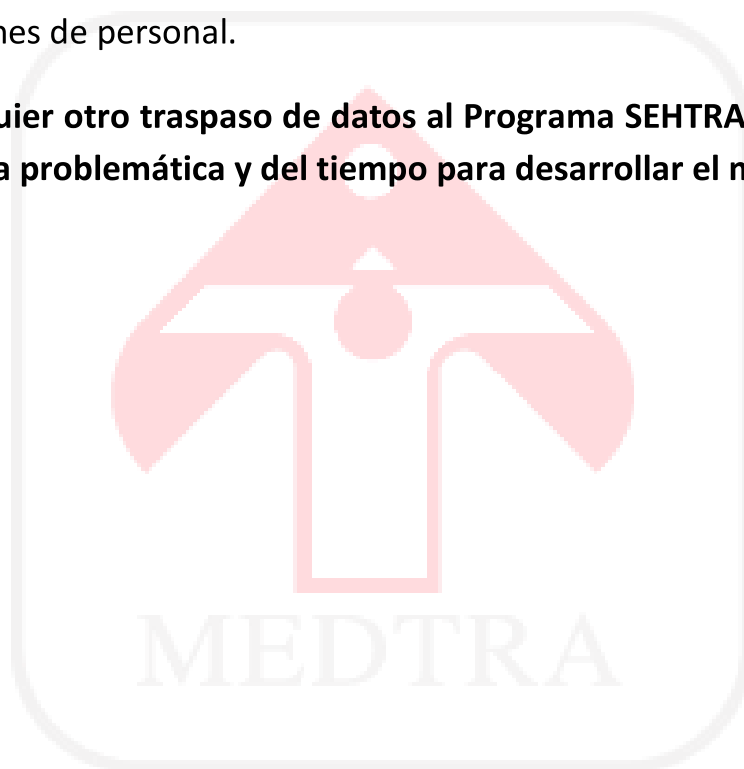 nes de personal.
uier otro traspaso de datos al Programa SEHTRA
a problemática y del tiempo para desarrollar el
MEDTRA